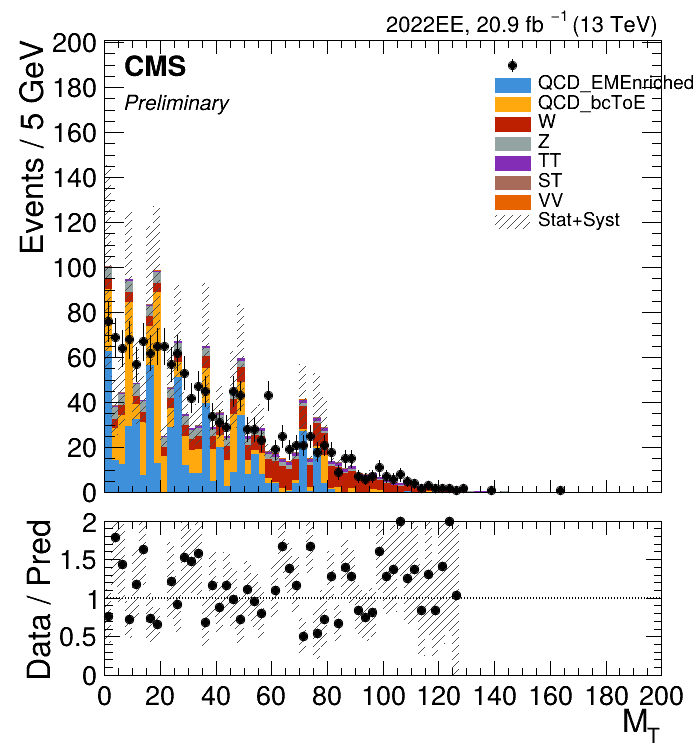 2022EE, 20.9 fb⁻¹ (13 TeV)
Events / 5 GeV
200
180
160
140
120
100
80
60
40
20
0
CMS
Preliminary
QCD_EMEnriched
QCD_bcToE
W
Z
TT
ST
VV
Stat+Syst
Data / Pred
2
1.5
1
0.5
0
0 20 40 60 80 100 120 140 160 180 200
M_T